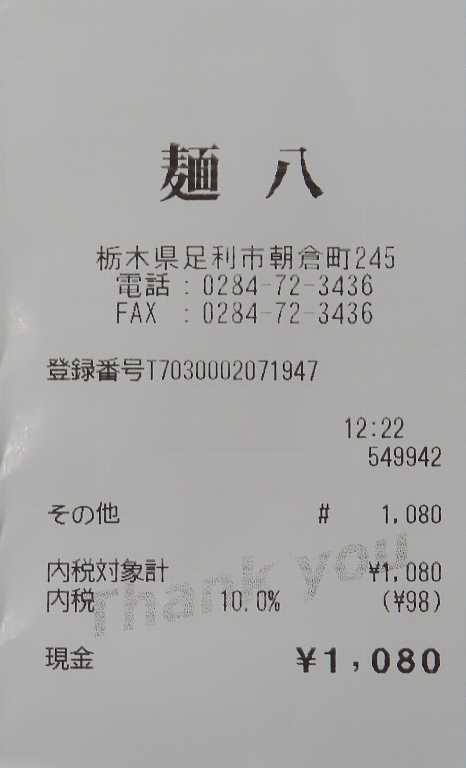 麺 八
栃木県足利市朝倉町245
電話 : 0284-72-3436
FAX : 0284-72-3436
登録番号T7030002071947
12:22
549942
その他 # 1,080
Thank you
内税対象計 ¥1,080
内税 10.0% (¥98)
現金 ¥1,080